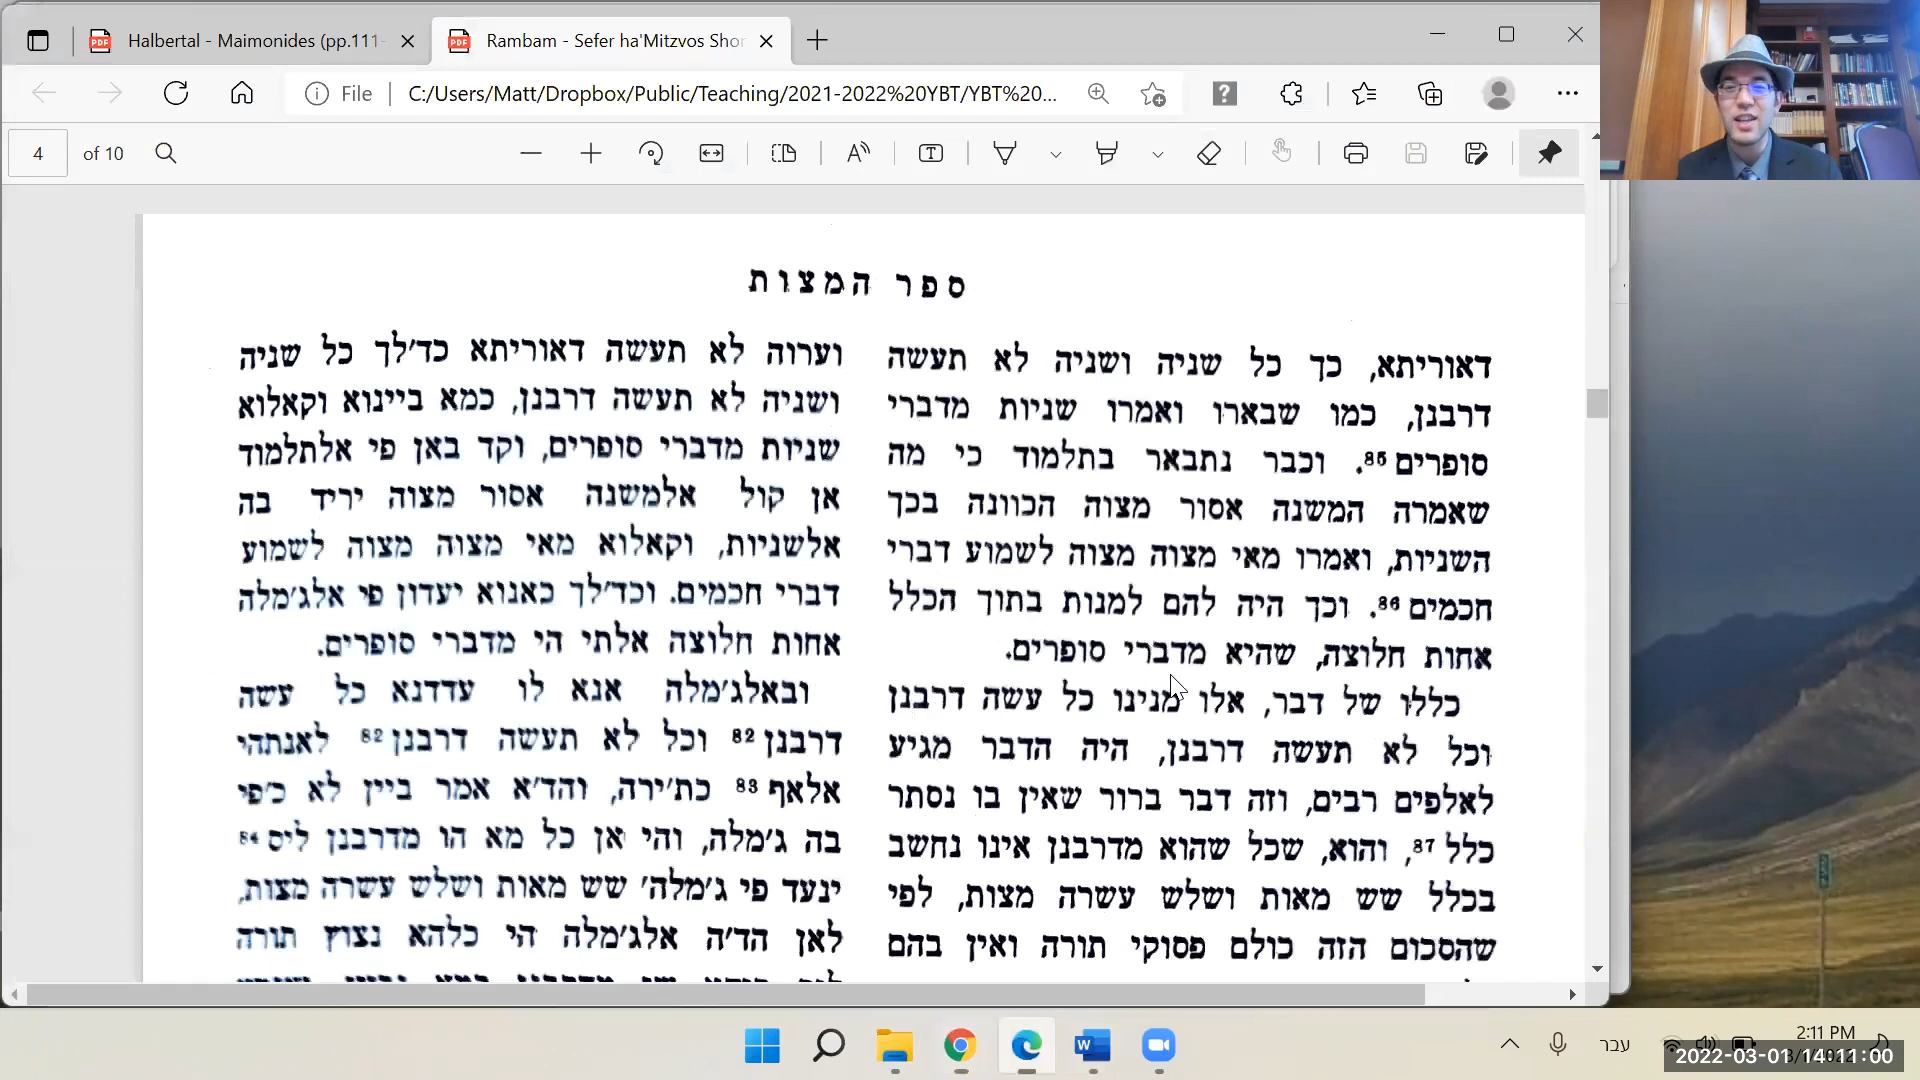 Halbertal - Maimonides (pp.111-
Rambam - Sefer ha'Mitzvos Shor
File
C:/Users/Matt/Dropbox/Public/Teaching/2021-2022%20YBT/YBT%20...
4 of 10
ספר המצות
דאוריתא, כך כל שניה ושניה לא תעשה
דרבנן, כמו שבארו ואמרו שניות מדברי
סופרים 85. וכבר נתבאר בתלמוד כי מה
שאמרה המשנה אסור מצוה הכוונה בכך
השניות, ואמרו מאי מצוה מצוה לשמוע דברי
חכמים 86. וכך היה להם למנות בתוך הכלל
אחות חלוצה, שהיא מדברי סופרים.
כללו של דבר, אלו מנינו כל עשה דרבנן
וכל לא תעשה דרבנן, היה הדבר מגיע
לאלפים רבים, וזה דבר ברור שאין בו נסתר
כלל 87, והוא, שכל שהוא מדרבנן אינו נחשב
בכלל שש מאות ושלש עשרה מצות, לפי
שהסכום הזה כולם פסוקי תורה ואין בהם
וערוה לא תעשה דאוריתא כד'לך כל שניה
ושניה לא תעשה דרבנן, כמא ביינוא וקאלוא
שניות מדברי סופרים, וקד באן פי אלתלמוד
אן קול אלמשנה אסור מצוה יריד בה
אלשניות, וקאלוא מאי מצוה מצוה לשמוע
דברי חכמים. וכד'לך כאנוא יעדון פי אלג'מלה
אחות חלוצה אלתי הי מדברי סופרים.
ובאלג'מלה אנא לו עדדנא כל עשה
דרבנן 82 וכל לא תעשה דרבנן 82 לאנתהי
אלאף 83 כת'ירה, והד'א אמר ביין לא כ'פי
בה ג'מלה, והי אן כל מא הו מדרבנן ליס 84
ינעד פי ג'מלה' שש מאות ושלש עשרה מצות,
לאן הד'ה אלג'מלה הי כלהא נצוץ תורה
עבר
2:11 PM
2022-03-01 14:11:00